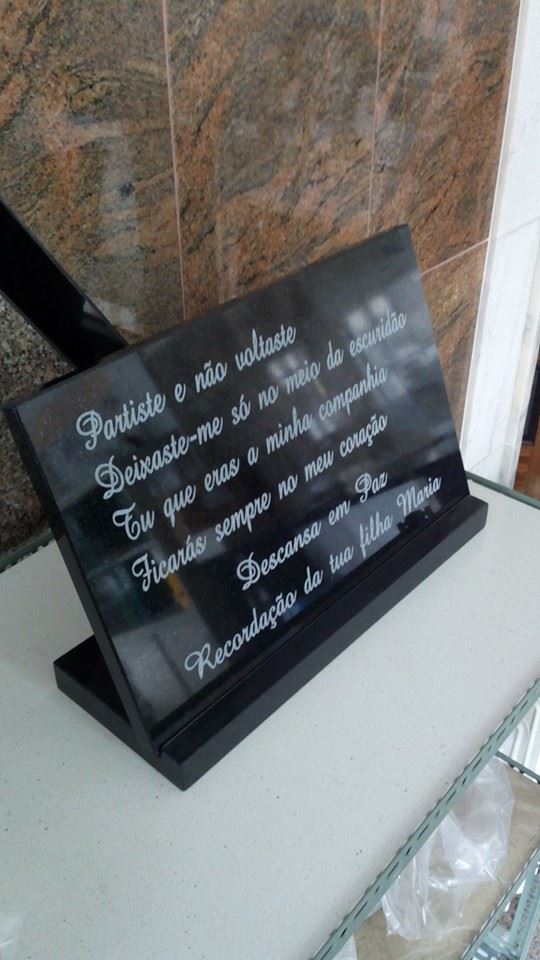 Partiste e não voltaste
Deixaste-me só no meio da escuridão
Tu que eras a minha companhia
Ficarás sempre no meu coração
Descansa em Paz
Recordação da tua filha Maria